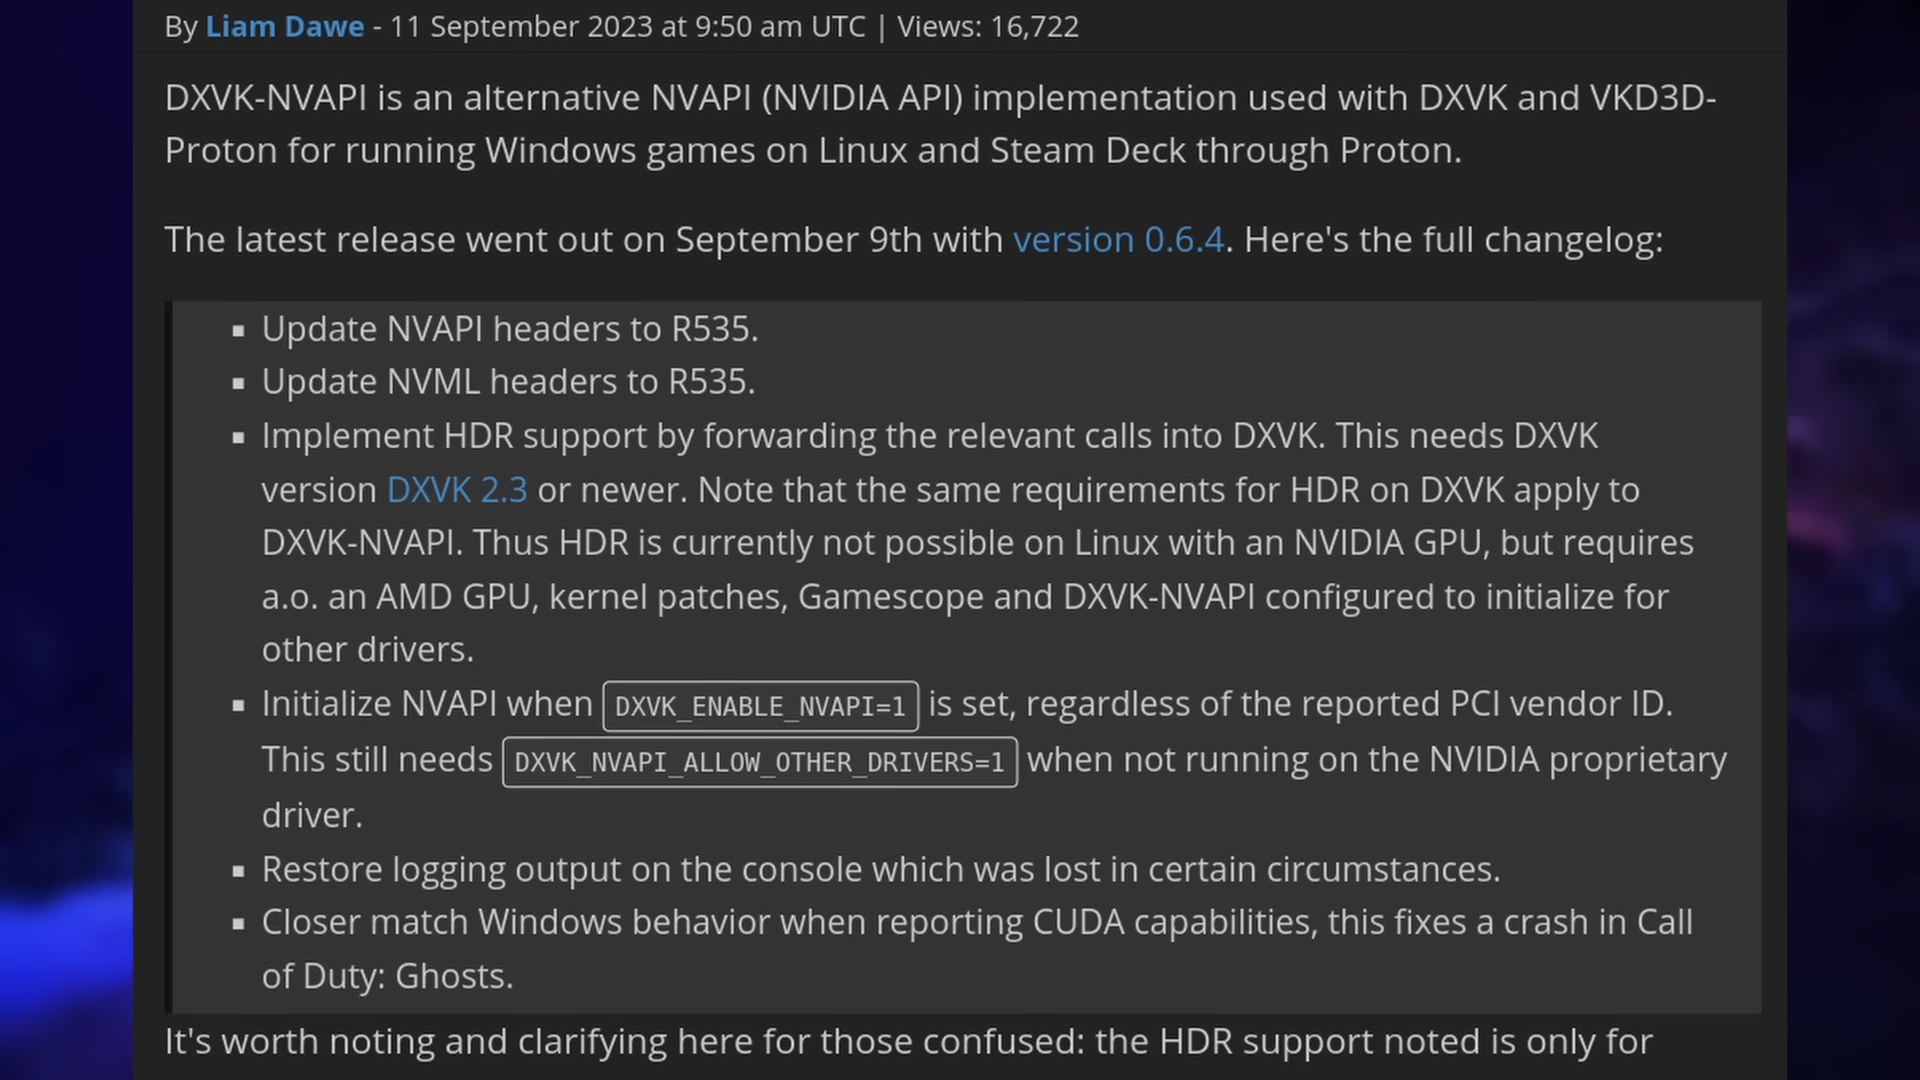 By Liam Dawe - 11 September 2023 at 9:50 am UTC | Views: 16,722
DXVK-NVAPI is an alternative NVAPI (NVIDIA API) implementation used with DXVK and VKD3D-
Proton for running Windows games on Linux and Steam Deck through Proton.
The latest release went out on September 9th with version 0.6.4. Here's the full changelog:
▪ Update NVAPI headers to R535.
▪ Update NVML headers to R535.
▪ Implement HDR support by forwarding the relevant calls into DXVK. This needs DXVK
version DXVK 2.3 or newer. Note that the same requirements for HDR on DXVK apply to
DXVK-NVAPI. Thus HDR is currently not possible on Linux with an NVIDIA GPU, but requires
a.o. an AMD GPU, kernel patches, Gamescope and DXVK-NVAPI configured to initialize for
other drivers.
▪ Initialize NVAPI when DXVK_ENABLE_NVAPI=1 is set, regardless of the reported PCI vendor ID.
This still needs DXVK_NVAPI_ALLOW_OTHER_DRIVERS=1 when not running on the NVIDIA proprietary
driver.
▪ Restore logging output on the console which was lost in certain circumstances.
▪ Closer match Windows behavior when reporting CUDA capabilities, this fixes a crash in Call
of Duty: Ghosts.
It's worth noting and clarifying here for those confused: the HDR support noted is only for